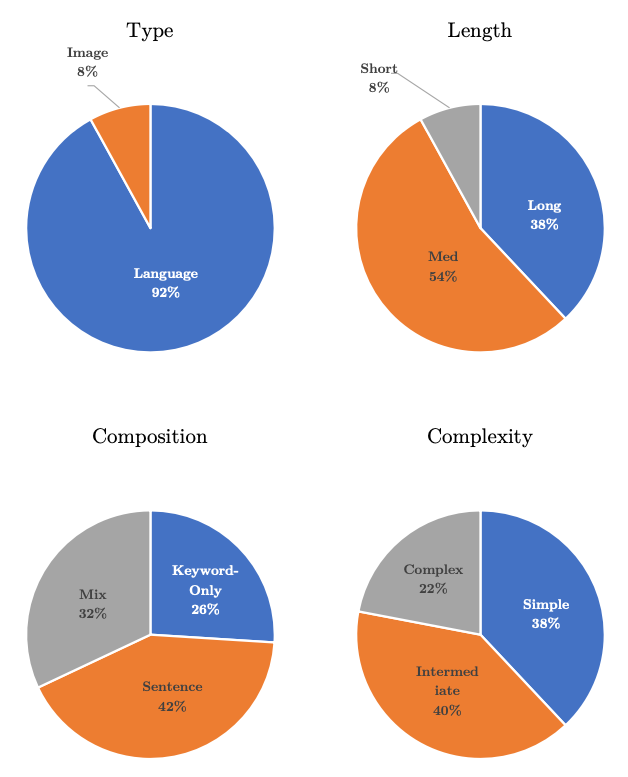 Type
Image
8%
Language
92%
Length
Short
8%
Long
38%
Med
54%
Composition
Keyword-
Only
26%
Mix
32%
Sentence
42%
Complexity
Complex
22%
Simple
38%
Intermed
iate
40%